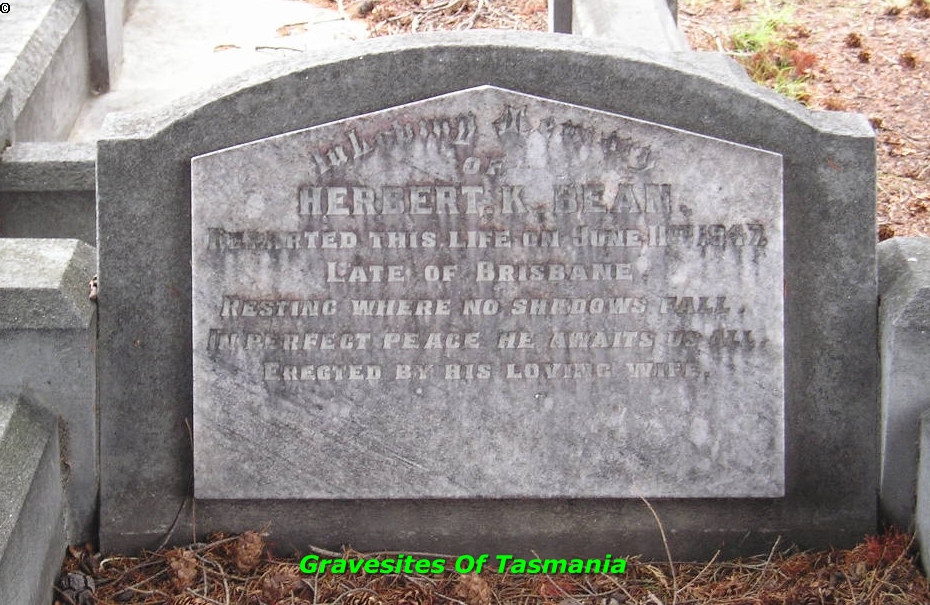 ©
In Loving Memory
OF
HERBERT. K. BEAN.
DEPARTED THIS LIFE ON JUNE 11TH 1947.
LATE OF BRISBANE.
RESTING WHERE NO SHADOWS FALL.
IN PERFECT PEACE HE AWAITS US ALL.
ERECTED BY HIS LOVING WIFE.
Gravesites Of Tasmania